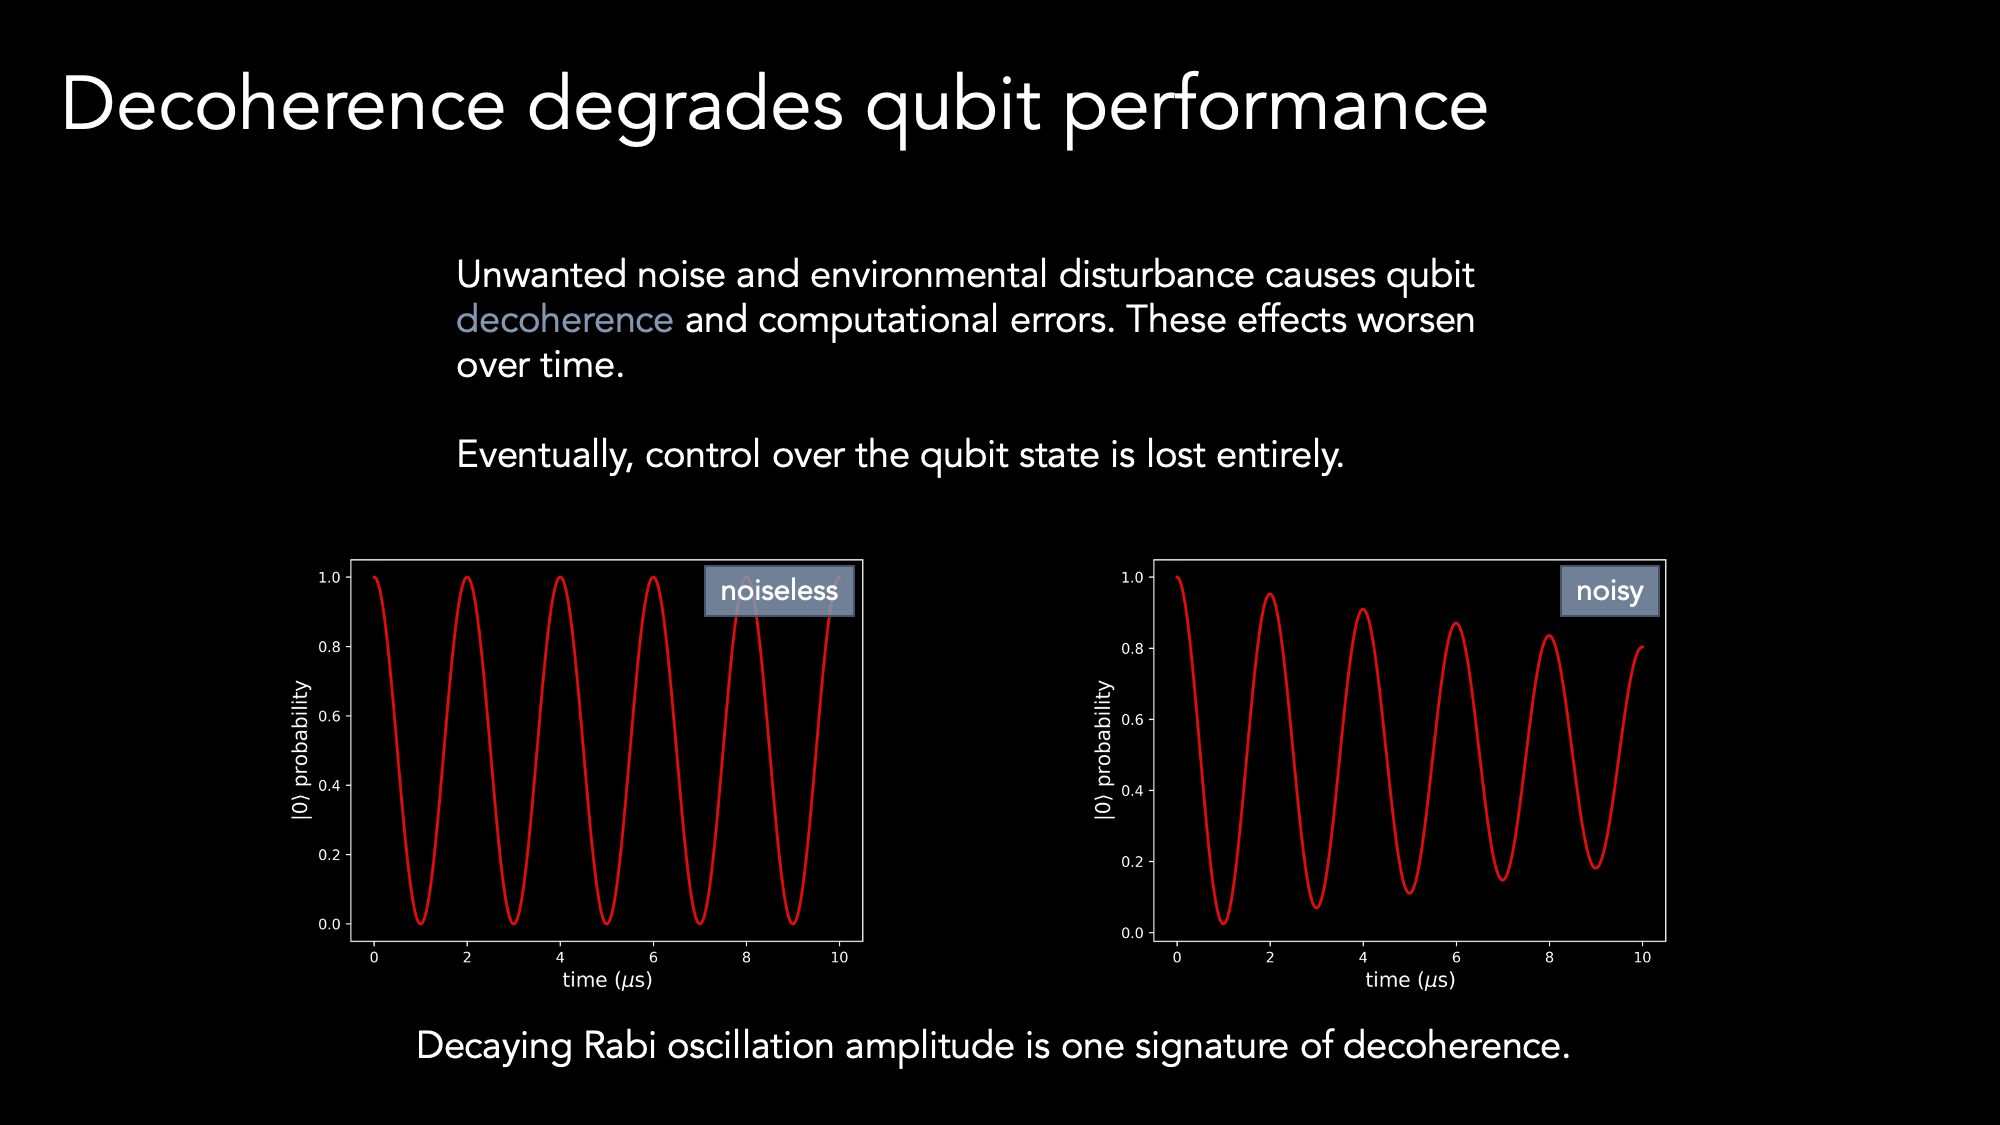 Decoherence degrades qubit performance
Unwanted noise and environmental disturbance causes qubit
decoherence and computational errors. These effects worsen
over time.
Eventually, control over the qubit state is lost entirely.
noiseless
1.0
0.8
0.6
0.4
0.2
0.0
|0⟩ probability
0 2 4 6 8 10
time (μs)
noisy
1.0
0.8
0.6
0.4
0.2
0.0
|0⟩ probability
0 2 4 6 8 10
time (μs)
Decaying Rabi oscillation amplitude is one signature of decoherence.